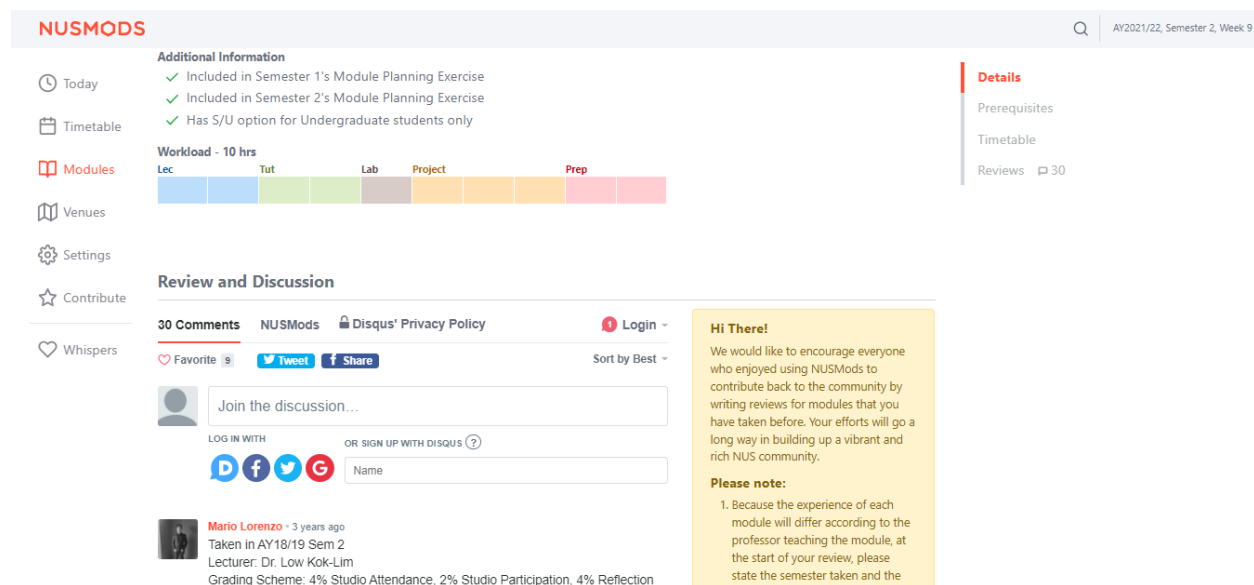 NUSMODS
AY2021/22, Semester 2, Week 9
Today
Timetable
Modules
Venues
Settings
Contribute
Whispers
Additional Information
Included in Semester 1's Module Planning Exercise
Included in Semester 2's Module Planning Exercise
Has S/U option for Undergraduate students only
Workload - 10 hrs
Lec Tut Lab Project Prep
Details
Prerequisites
Timetable
Reviews 30
Review and Discussion
30 Comments NUSMods Disqus' Privacy Policy 1 Login
Favorite 9 Tweet f Share Sort by Best
Join the discussion…
LOG IN WITH
OR SIGN UP WITH DISQUS ?
D f G
Name
Mario Lorenzo • 3 years ago
Taken in AY18/19 Sem 2
Lecturer: Dr. Low Kok-Lim
Grading Scheme: 4% Studio Attendance, 2% Studio Participation, 4% Reflection
Hi There!
We would like to encourage everyone
who enjoyed using NUSMods to
contribute back to the community by
writing reviews for modules that you
have taken before. Your efforts will go a
long way in building up a vibrant and
rich NUS community.
Please note:
1. Because the experience of each
module will differ according to the
professor teaching the module, at
the start of your review, please
state the semester taken and the